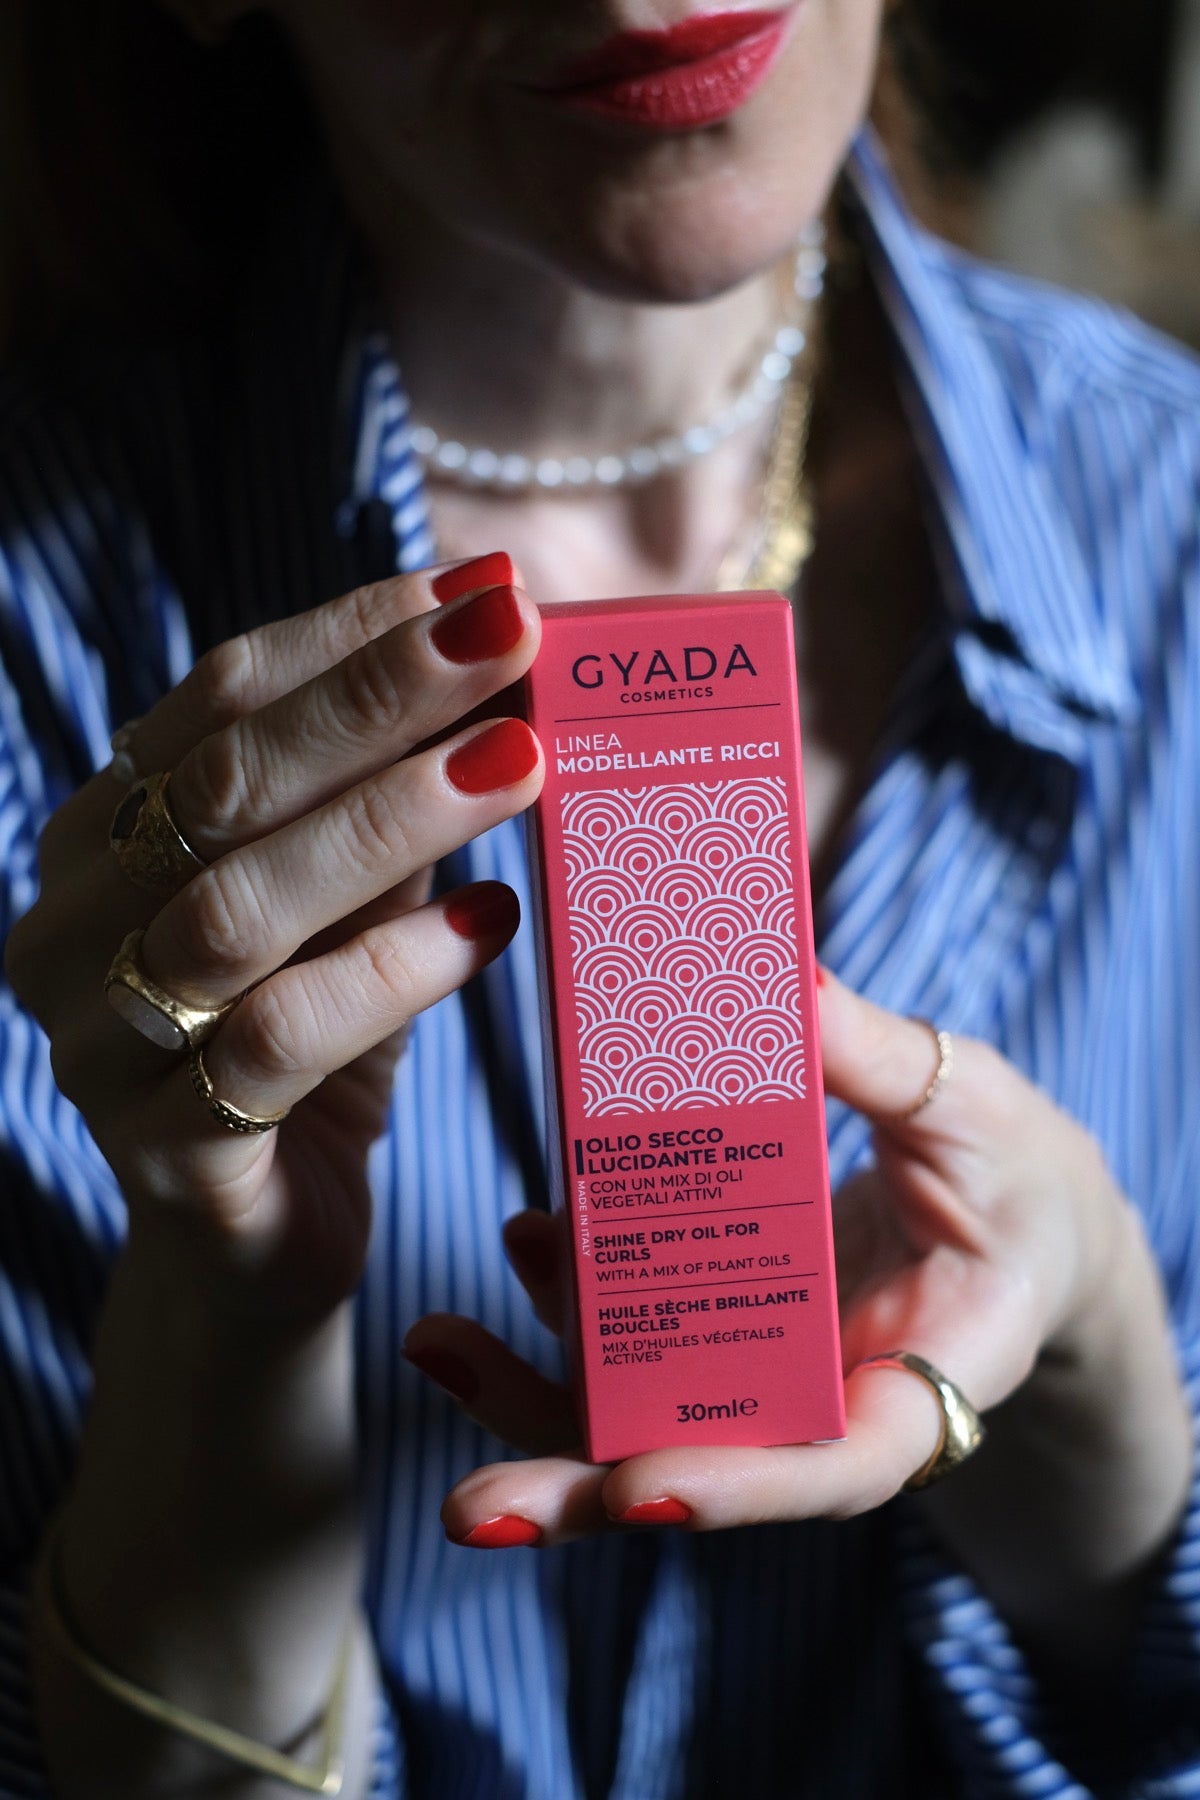 GYADA
COSMETICS
LINEA
MODELLANTE RICCI
OLIO SECCO
LUCIDANTE RICCI
CON UN MIX DI OLI
VEGETALI ATTIVI
MADE IN ITALY
SHINE DRY OIL FOR
CURLS
WITH A MIX OF PLANT OILS
HUILE SÈCHE BRILLANTE
BOUCLES
MIX D'HUILES VÉGÉTALES
ACTIVES
30ml℮